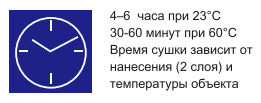 4–6 часа при 23°C
30-60 минут при 60°C
Время сушки зависит от
нанесения (2 слоя) и
температуры объекта